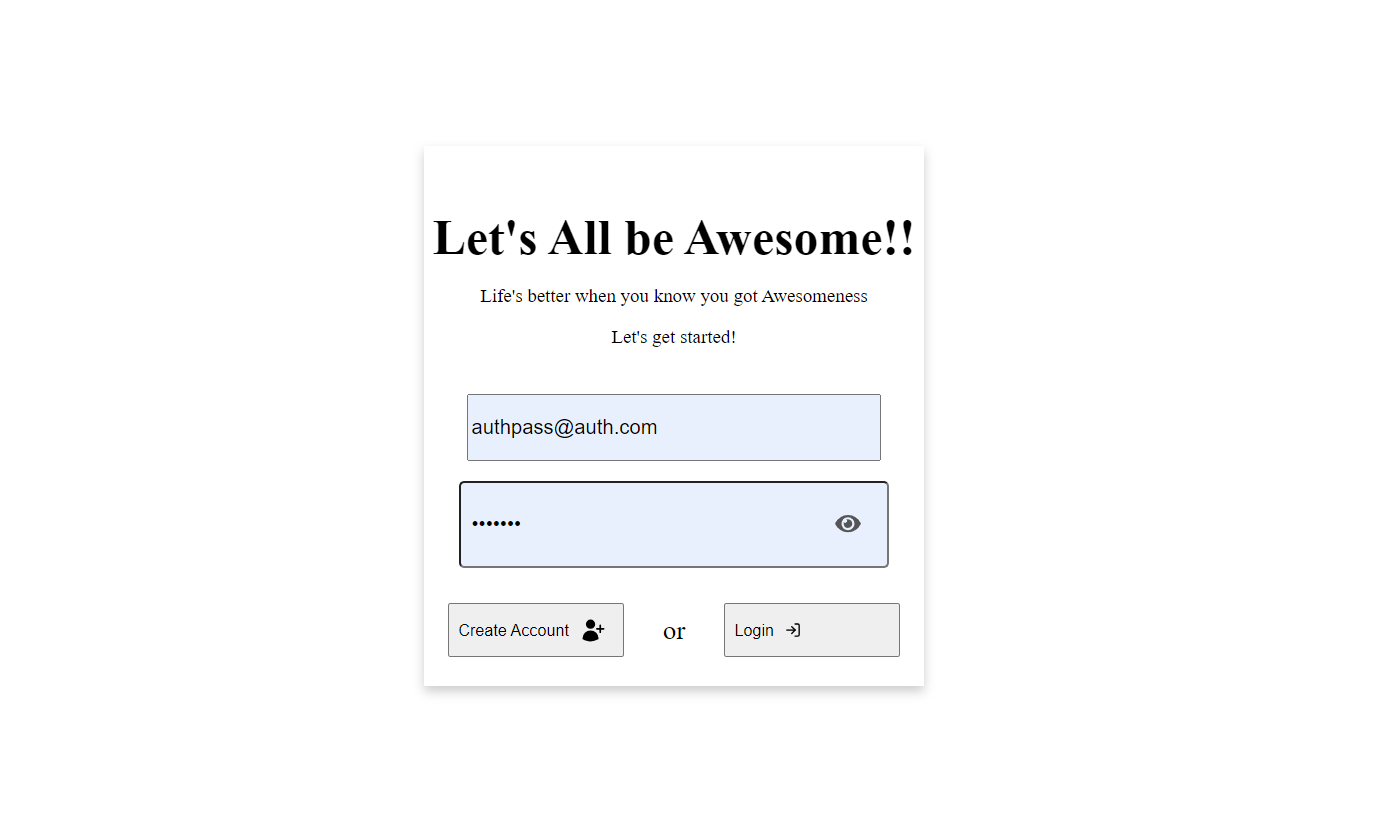 Let's All be Awesome!!
Life's better when you know you got Awesomeness
Let's get started!
authpass@auth.com
•••••••
Create Account or Login